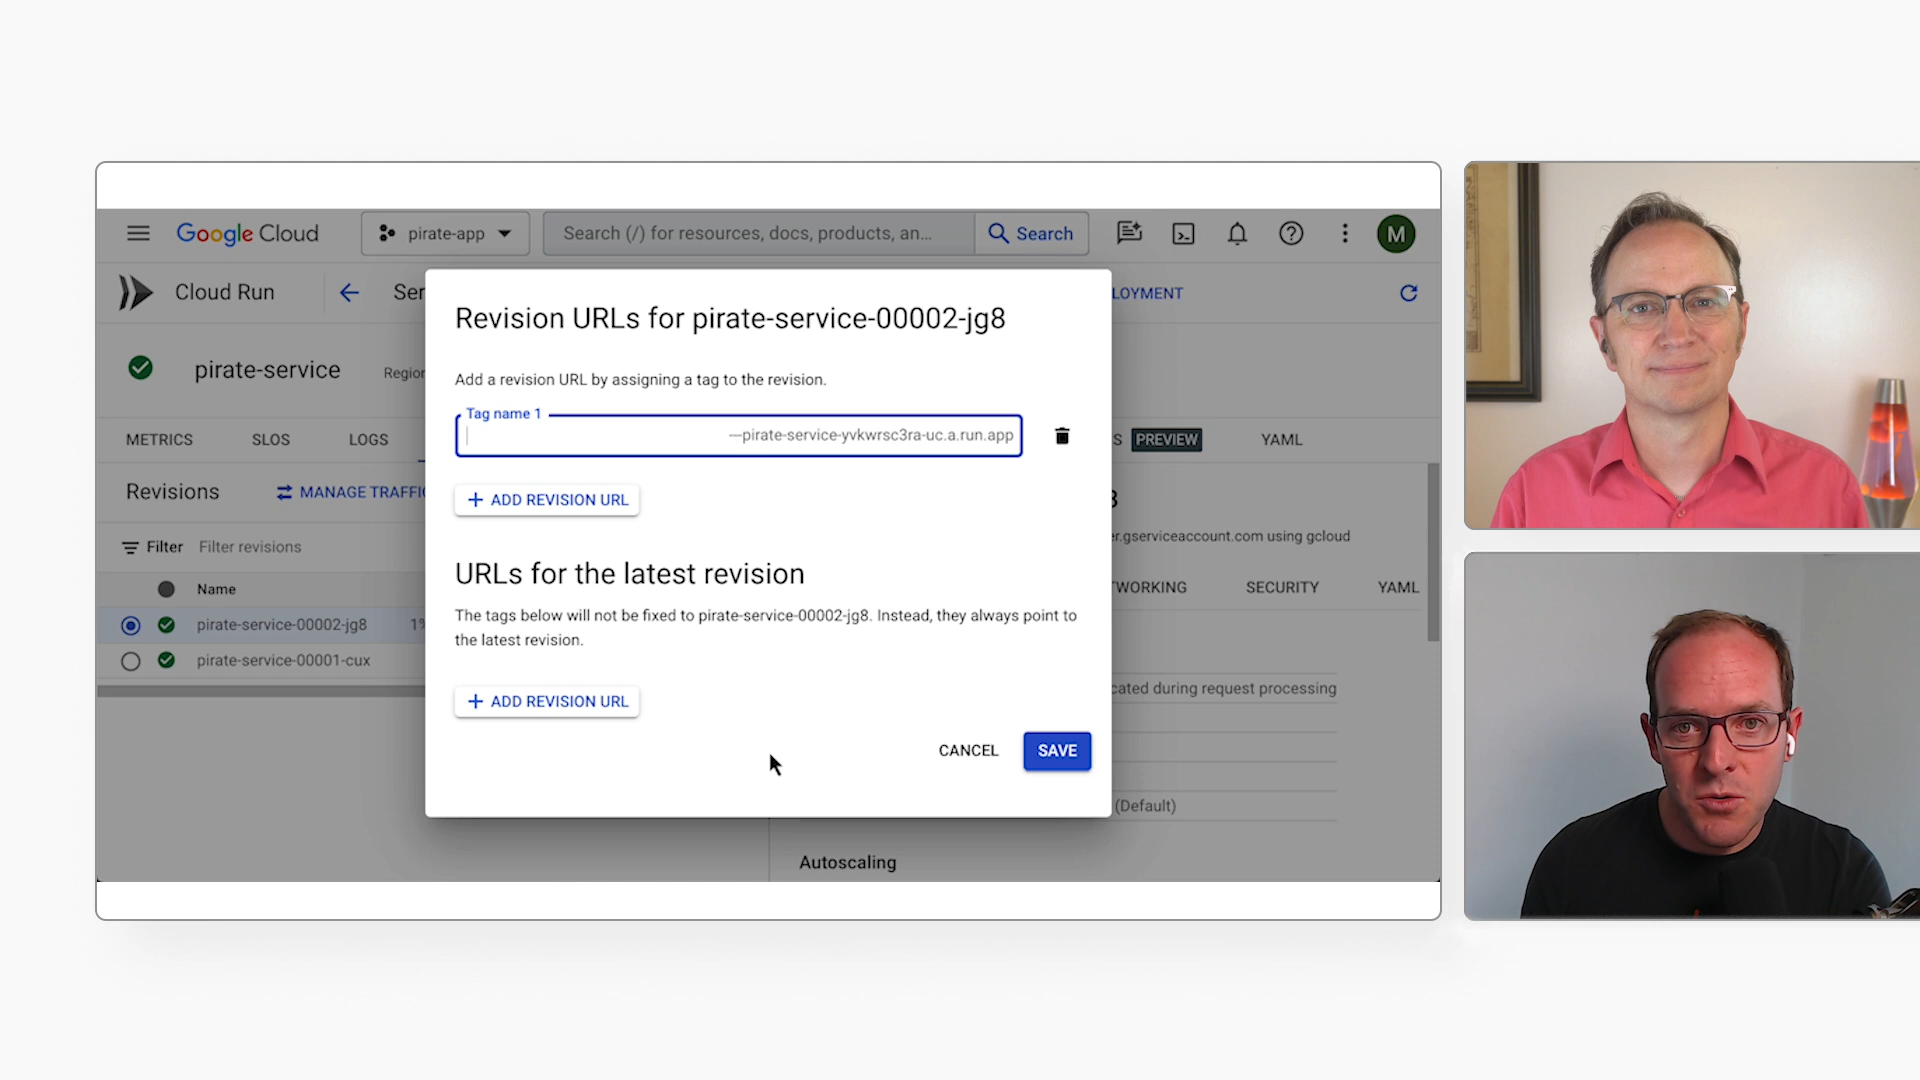 Google Cloud
pirate-app
Search (/) for resources, docs, products, an...
Search
M
Cloud Run
Ser
LOYMENT
pirate-service
Region
METRICS
SLOS
LOGS
S
PREVIEW
YAML
Revisions
MANAGE TRAFFIC
Filter
Filter revisions
Name
pirate-service-00002-jg8
1%
pirate-service-00001-cux
Revision URLs for pirate-service-00002-jg8
Add a revision URL by assigning a tag to the revision.
Tag name 1
---pirate-service-yvkwrsc3ra-uc.a.run.app
+ ADD REVISION URL
URLs for the latest revision
The tags below will not be fixed to pirate-service-00002-jg8. Instead, they always point to
the latest revision.
+ ADD REVISION URL
CANCEL
SAVE
er.gserviceaccount.com using gcloud
TWORKING
SECURITY
YAML
cated during request processing
(Default)
Autoscaling